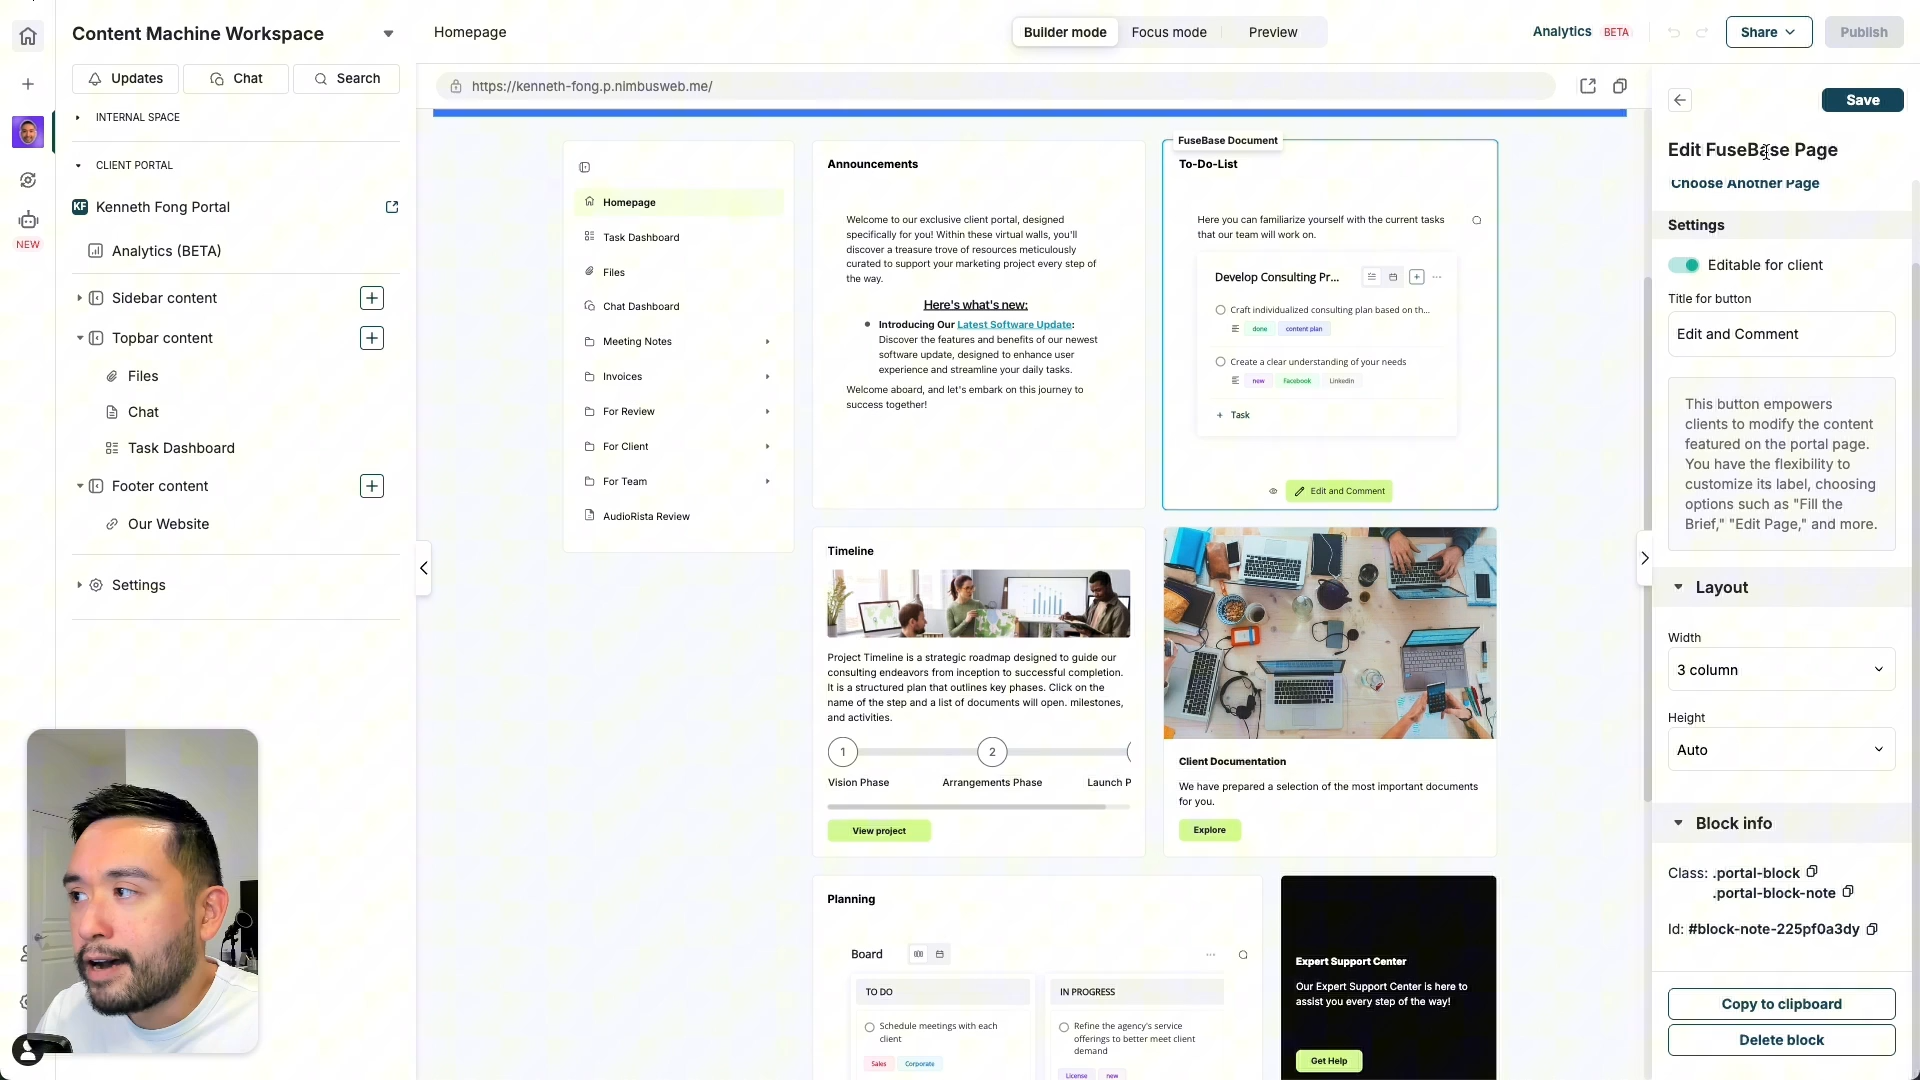 Content Machine Workspace
Updates
Chat
Search
INTERNAL SPACE
CLIENT PORTAL
KF
Kenneth Fong Portal
Analytics (BETA)
Sidebar content
Topbar content
Files
Chat
Task Dashboard
Footer content
Our Website
Settings
NEW
Homepage
Builder mode
Focus mode
Preview
Analytics
BETA
Share
Publish
https://kenneth-fong.p.nimbusweb.me/
Homepage
Task Dashboard
Files
Chat Dashboard
Meeting Notes
Invoices
For Review
For Client
For Team
AudioRista Review
Announcements
Welcome to our exclusive client portal, designed
specifically for you! Within these virtual walls, you'll
discover a treasure trove of resources meticulously
curated to support your marketing project every step of
the way.
Here's what's new:
Introducing Our Latest Software Update:
Discover the features and benefits of our newest
software update, designed to enhance user
experience and streamline your daily tasks.
Welcome aboard, and let's embark on this journey to
success together!
FuseBase Document
To-Do-List
Here you can familiarize yourself with the current tasks
that our team will work on.
Develop Consulting Pr...
Craft individualized consulting plan based on th...
done
content plan
Create a clear understanding of your needs
new
Facebook
Linkedin
+ Task
Edit and Comment
Timeline
Project Timeline is a strategic roadmap designed to guide our
consulting endeavors from inception to successful completion.
It is a structured plan that outlines key phases. Click on the
name of the step and a list of documents will open. milestones,
and activities.
1
2
Vision Phase
Arrangements Phase
Launch P
View project
Client Documentation
We have prepared a selection of the most important documents
for you.
Explore
Planning
Board
TO DO
Schedule meetings with each
client
Sales
Corporate
IN PROGRESS
Refine the agency's service
offerings to better meet client
demand
License
new
Expert Support Center
Our Expert Support Center is here to
assist you every step of the way!
Get Help
Save
Edit FuseBase Page
Choose Another Page
Settings
Editable for client
Title for button
Edit and Comment
This button empowers
clients to modify the content
featured on the portal page.
You have the flexibility to
customize its label, choosing
options such as "Fill the
Brief," "Edit Page," and more.
Layout
Width
3 column
Height
Auto
Block info
Class: .portal-block
.portal-block-note
Id: #block-note-225pf0a3dy
Copy to clipboard
Delete block